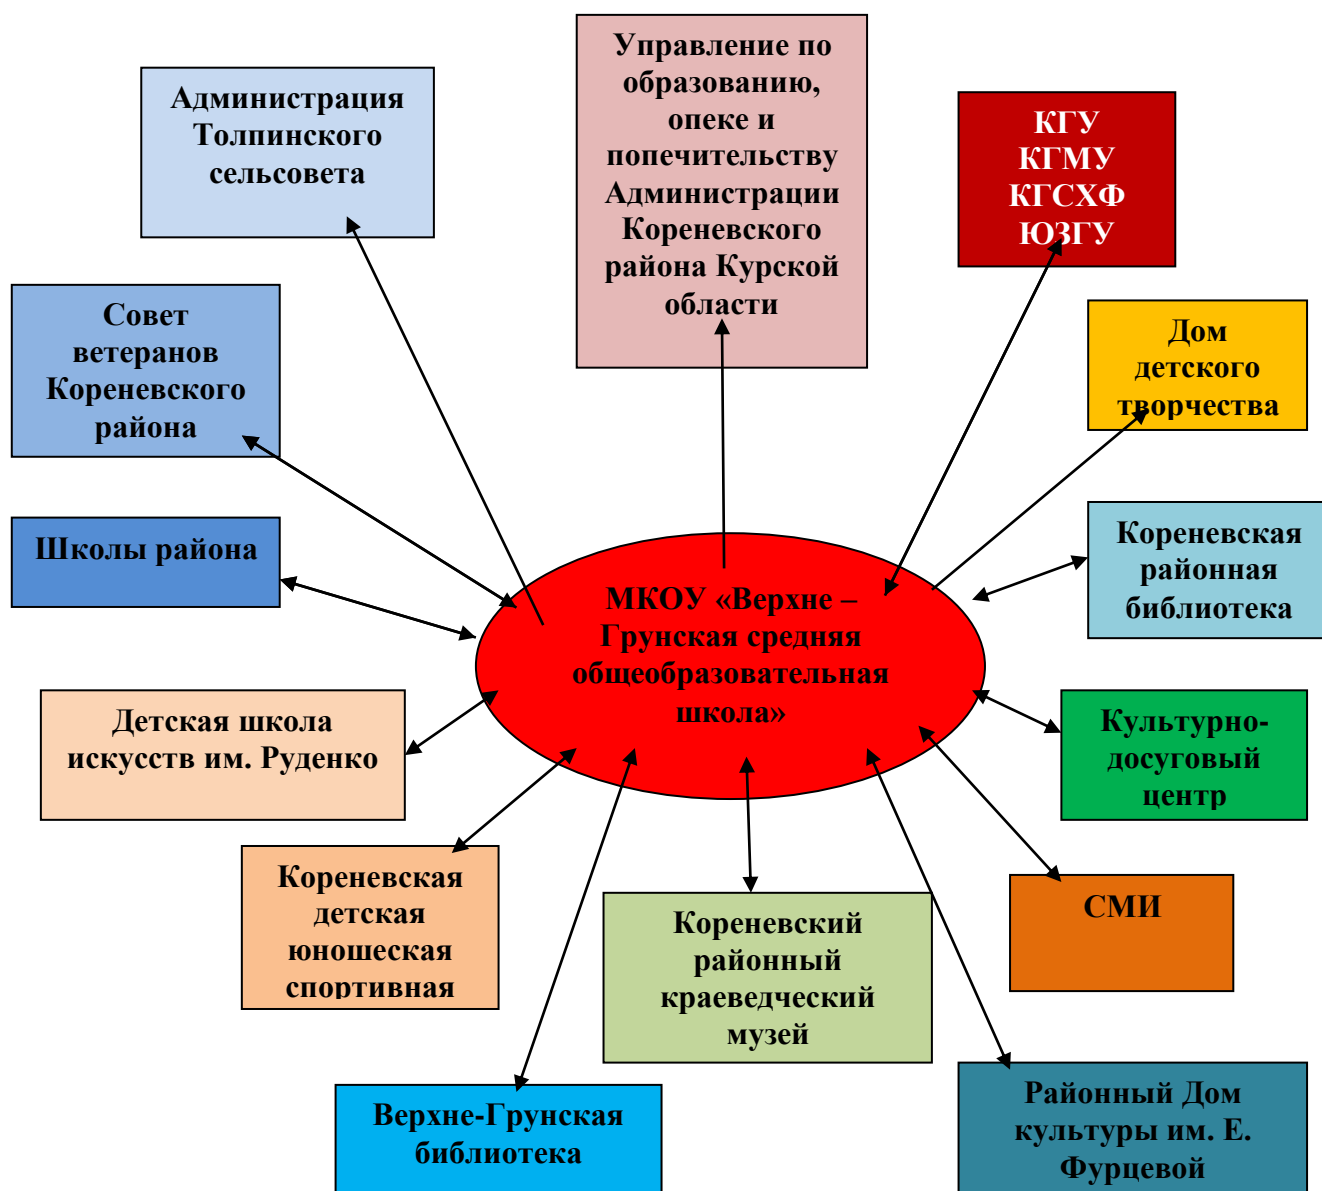 Управление по
образованию,
опеке и
попечительству
Администрации
Кореневского
района Курской
области
Администрация
Толпинского
сельсовета
КГУ
КГМУ
КГСХФ
ЮЗГУ
Совет
ветеранов
Кореневского
района
Дом
детского
творчества
Школы района
Кореневская
районная
библиотека
МКОУ «Верхне –
Грунская средняя
общеобразовательная
школа»
Детская школа
искусств им. Руденко
Культурно-
досуговый
центр
Кореневская
детская
юношеская
спортивная
СМИ
Кореневский
районный
краеведческий
музей
Верхне-Грунская
библиотека
Районный Дом
культуры им. Е.
Фурцевой